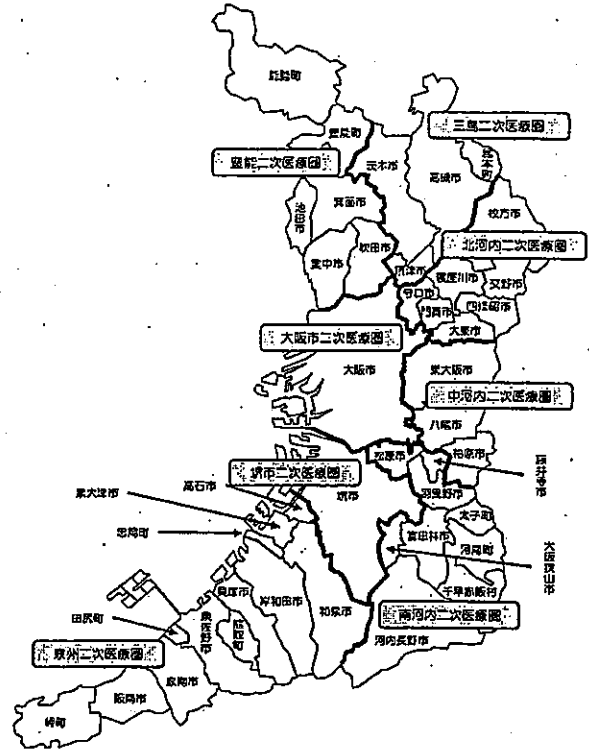 能勢町
豊能町
三島二次医療圏
島本町
豊能二次医療圏
茨木市
高槻市
箕面市
池田市
枚方市
吹田市
豊中市
北河内二次医療圏
摂津市
寝屋川市
交野市
守口市
門真市
四條畷市
大東市
大阪市二次医療圏
大阪市
東大阪市
中河内二次医療圏
八尾市
松原市
柏原市
藤井寺市
堺市二次医療圏
高石市
堺市
羽曳野市
泉大津市
太子町
忠岡町
富田林市
河南町
大阪狭山市
千早赤阪村
貝塚市
岸和田市
和泉市
田尻町
泉佐野市
熊取町
南河内二次医療圏
河内長野市
泉州二次医療圏
泉南市
阪南市
岬町